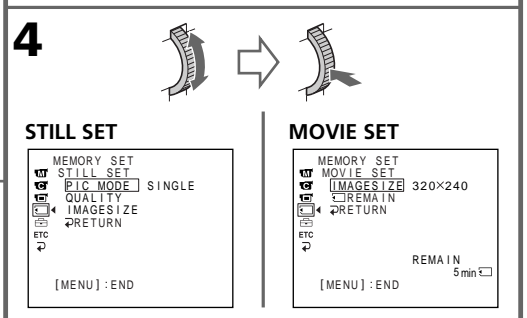 4
STILL SET
MEMORY SET
STILL SET
PIC MODE SINGLE
QUALITY
IMAGESIZE
RETURN
ETC
[MENU]:END
MOVIE SET
MEMORY SET
MOVIE SET
IMAGESIZE 320×240
REMAIN
RETURN
ETC
REMAIN
5 min
[MENU]:END